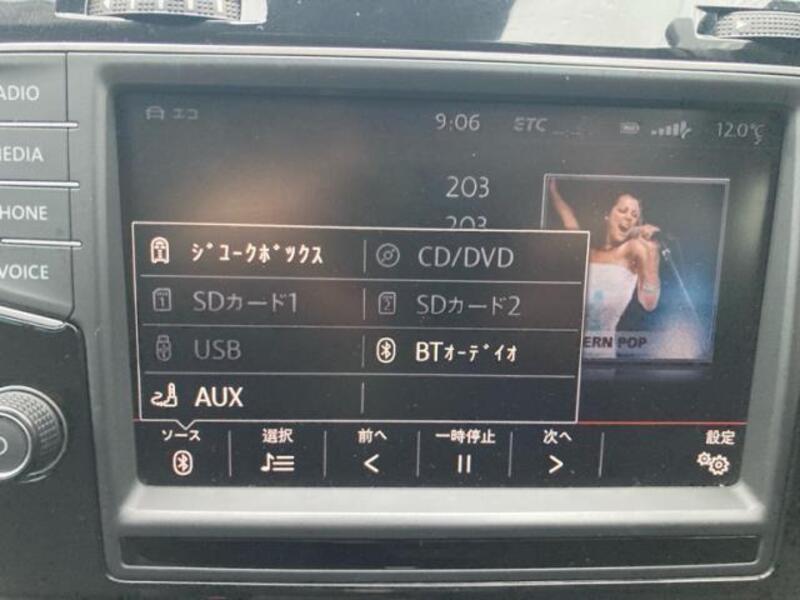 エコ 9:06 ETC 12.0℃
ADIO
EDIA
HONE
VOICE
203
203
ジュークボックス CD/DVD
SDカード1 SDカード2
USB BTオーディオ
AUX
ERN POP
ソース 選択 前へ 一時停止 次へ 設定